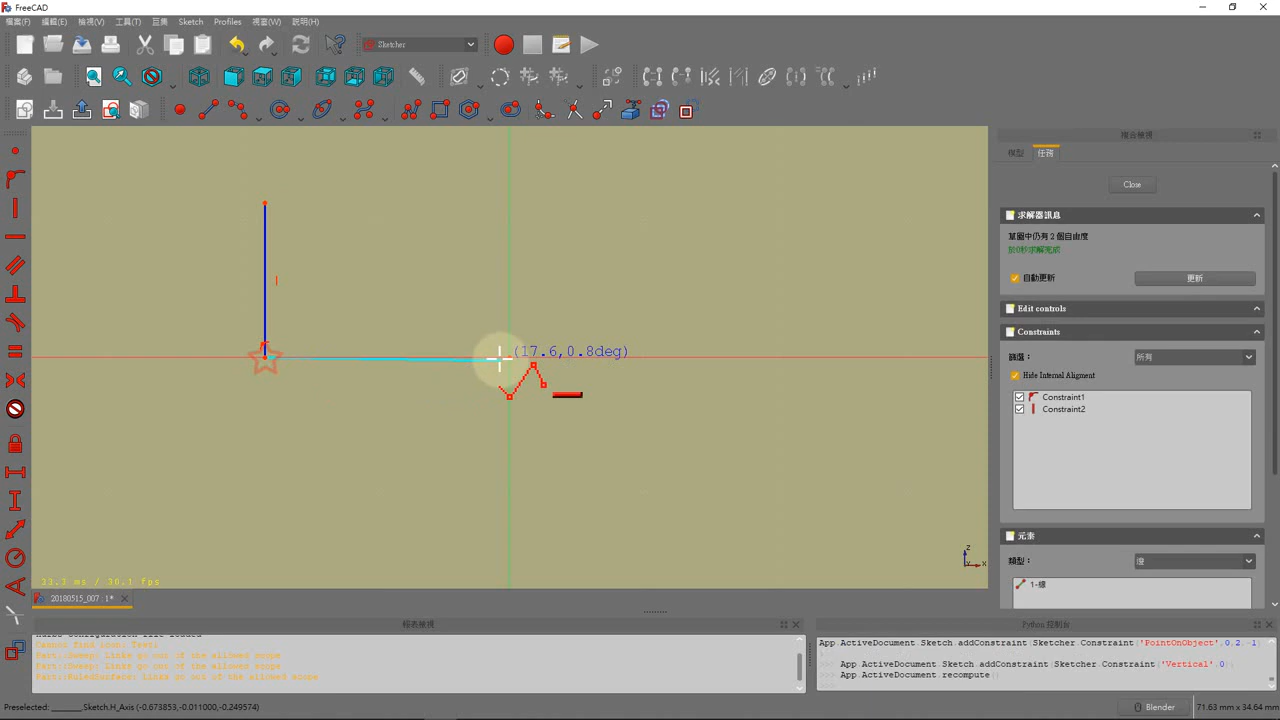 FreeCAD
檔案(F) 編輯(E) 檢視(V) 工具(T) 巨集 Sketch Profiles 視窗(W) 說明(H)
Sketcher
複合檢視
模型 任務
Close
求解器訊息
草圖中仍有 2 個自由度
於0秒求解完成
自動更新 更新
Edit controls
Constraints
篩選： 所有
Hide Internal Aligment
Constraint1
Constraint2
元素
類型：
1-線
(17.6,0.8deg)
z
x
33.3 ms / 30.1 fps
20180515_007 : 1*
報表檢視
Cannot find icon: Test:
Part::Sweep: Links go out of the allowed scope
Part::Sweep: Links go out of the allowed scope
Part::RuledSurface: Links go out of the allowed scope
Python 控制台
App.ActiveDocument.Sketch.addConstraint(Sketcher.Constraint('PointOnObject',0,2,-1)
>>> App.ActiveDocument.Sketch.addConstraint(Sketcher.Constraint('Vertical',0))
>>> App.ActiveDocument.recompute()
>>>
Preselected: _______.Sketch.H_Axis (-0.673853,-0.011000,-0.249574)
Blender
71.63 mm x 34.64 mm